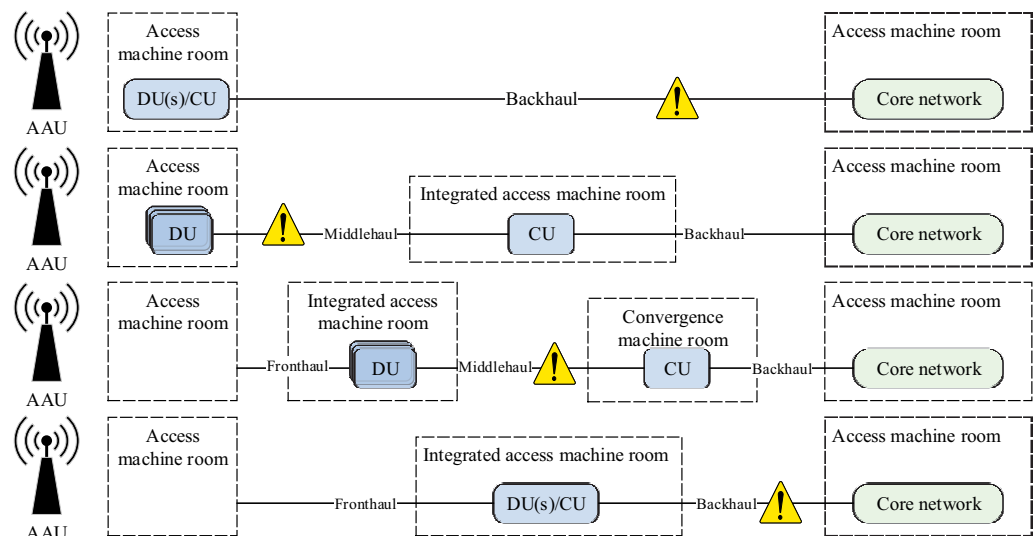 Access
machine room
Access machine room
DU(s)/CU
Backhaul
!
Core network
AAU
Access
machine room
Integrated access machine room
Access machine room
DU
!
Middlehaul
CU
Backhaul
Core network
AAU
Access
machine room
Integrated access
machine room
Convergence
machine room
Access machine room
Fronthaul
DU
Middlehaul
!
CU
Backhaul
Core network
AAU
Access
machine room
Integrated access machine room
Access machine room
Fronthaul
DU(s)/CU
Backhaul
!
Core network
AAU